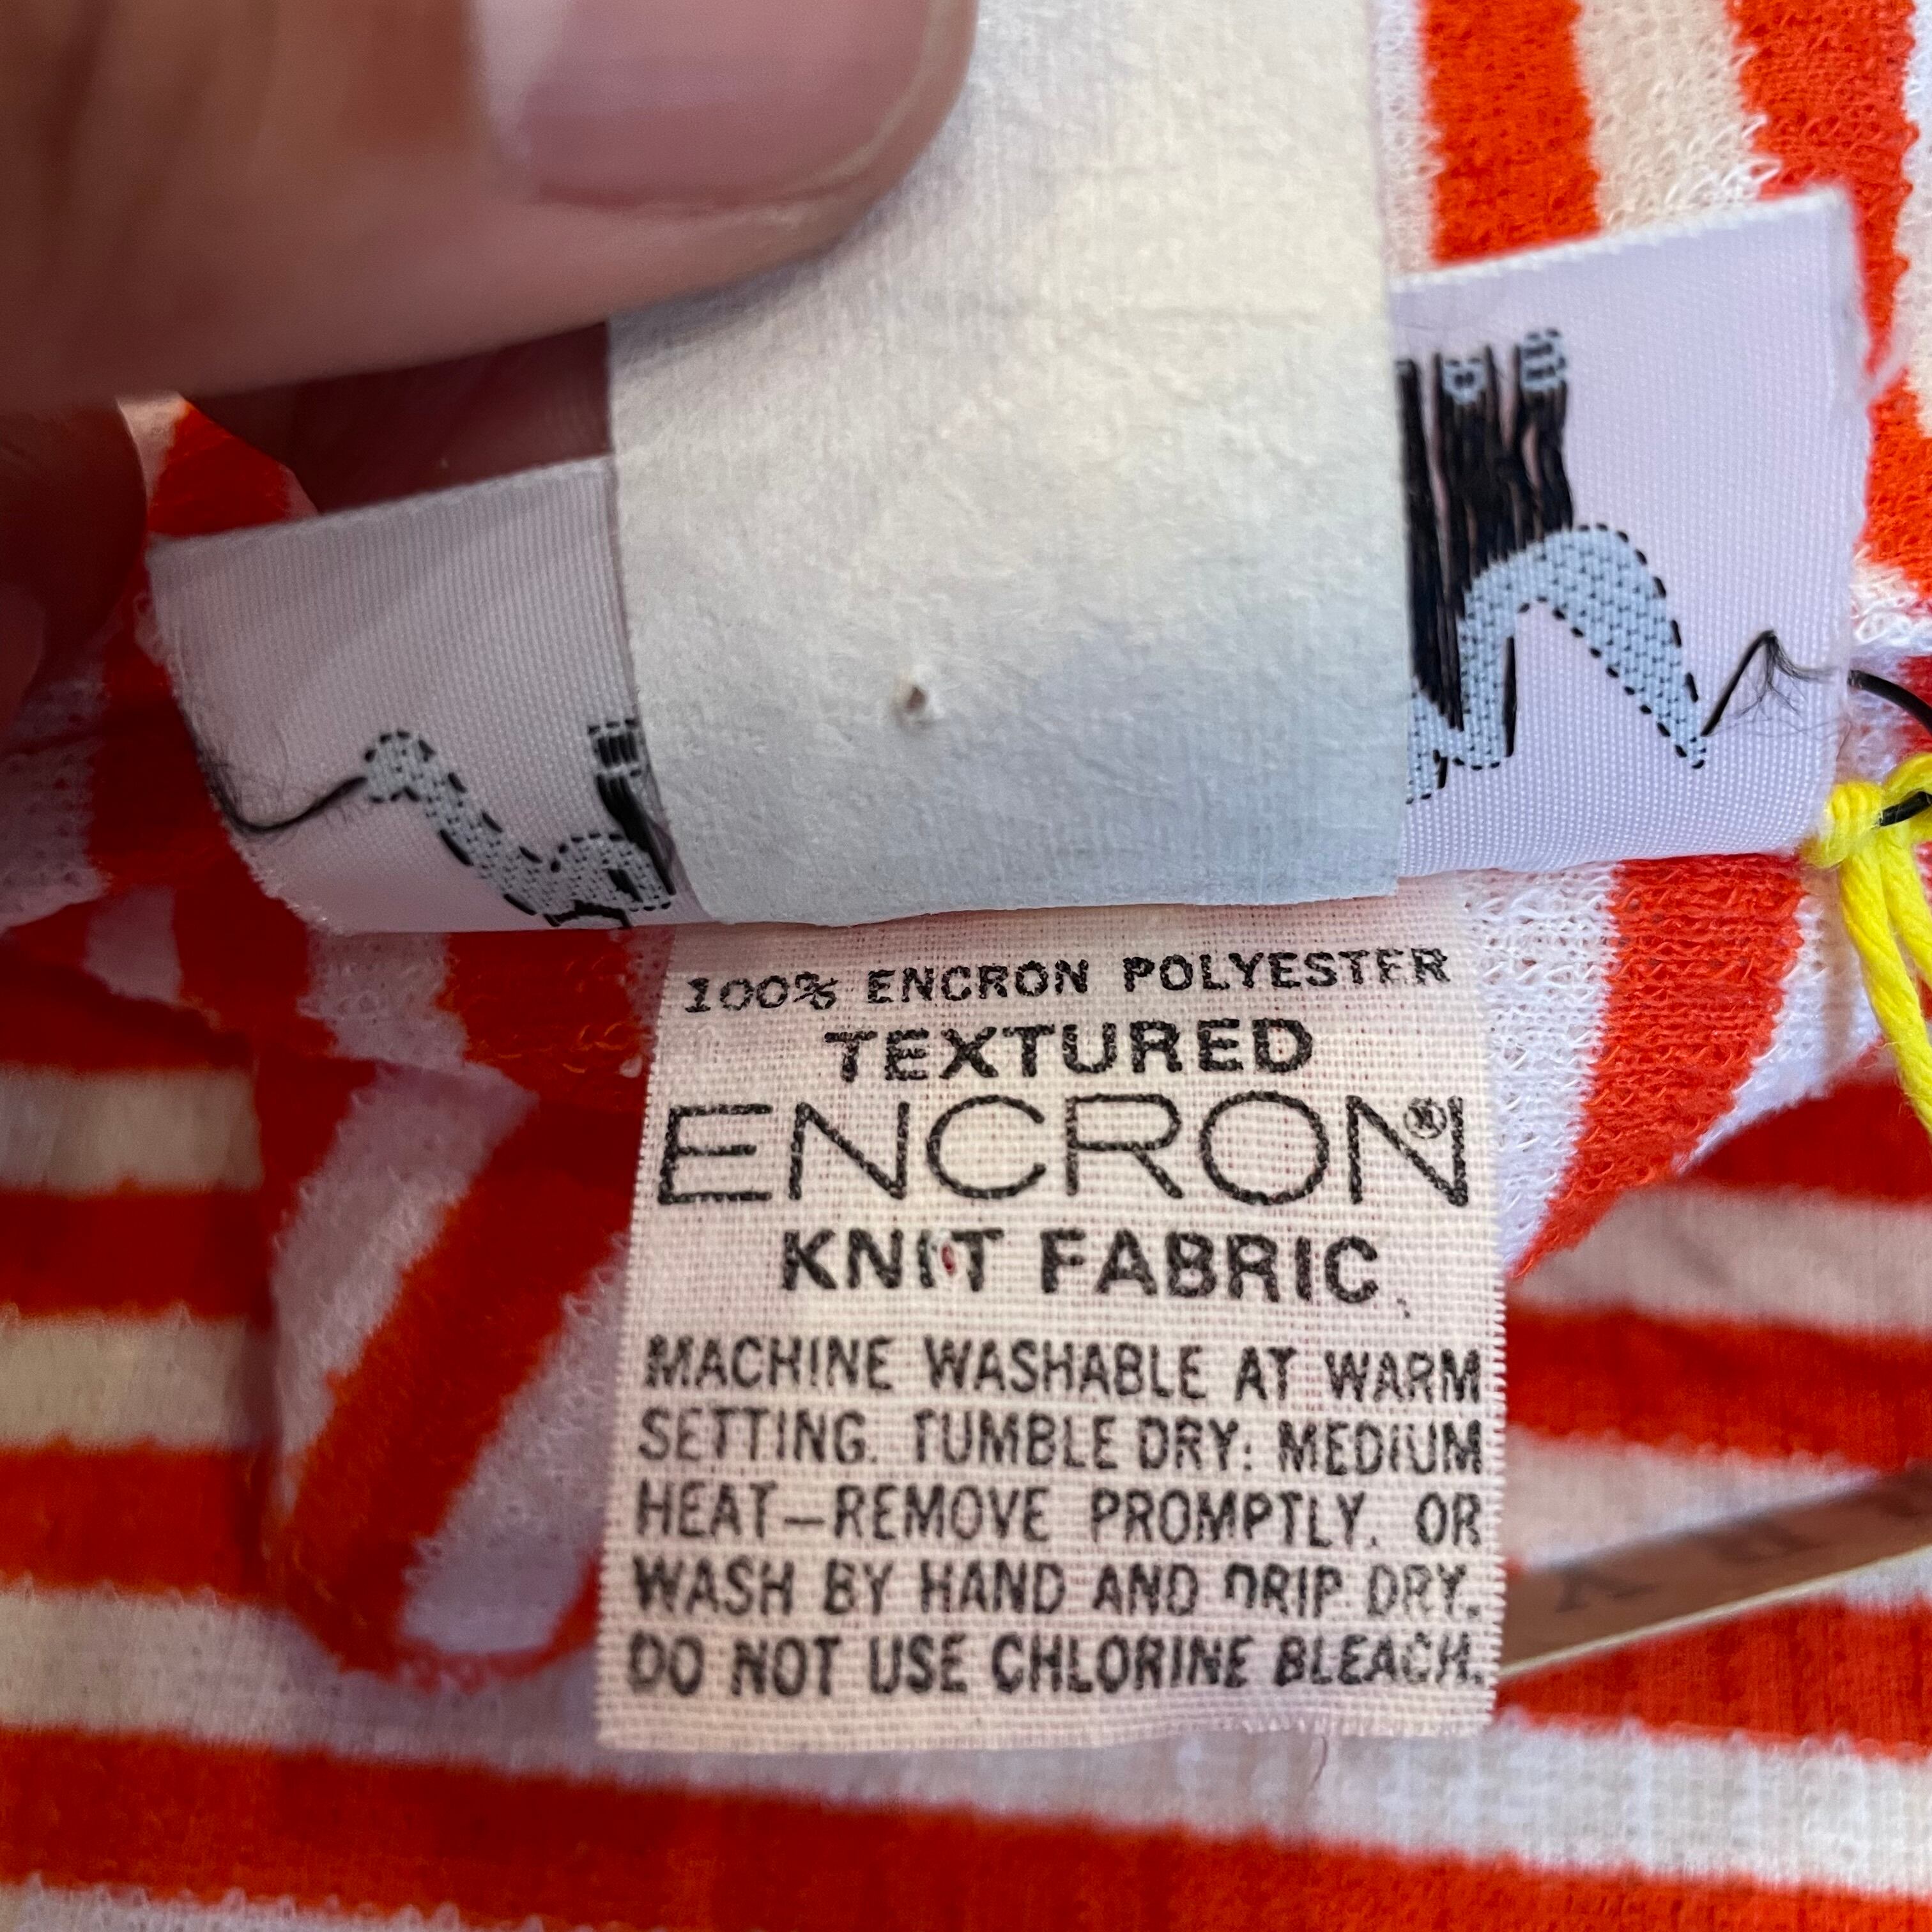 100% ENCRON POLYESTER
TEXTURED
ENCRON®
KNIT FABRIC
MACHINE WASHABLE AT WARM
SETTING. TUMBLE DRY: MEDIUM
HEAT—REMOVE PROMPTLY. OR
WASH BY HAND AND DRIP DRY.
DO NOT USE CHLORINE BLEACH.